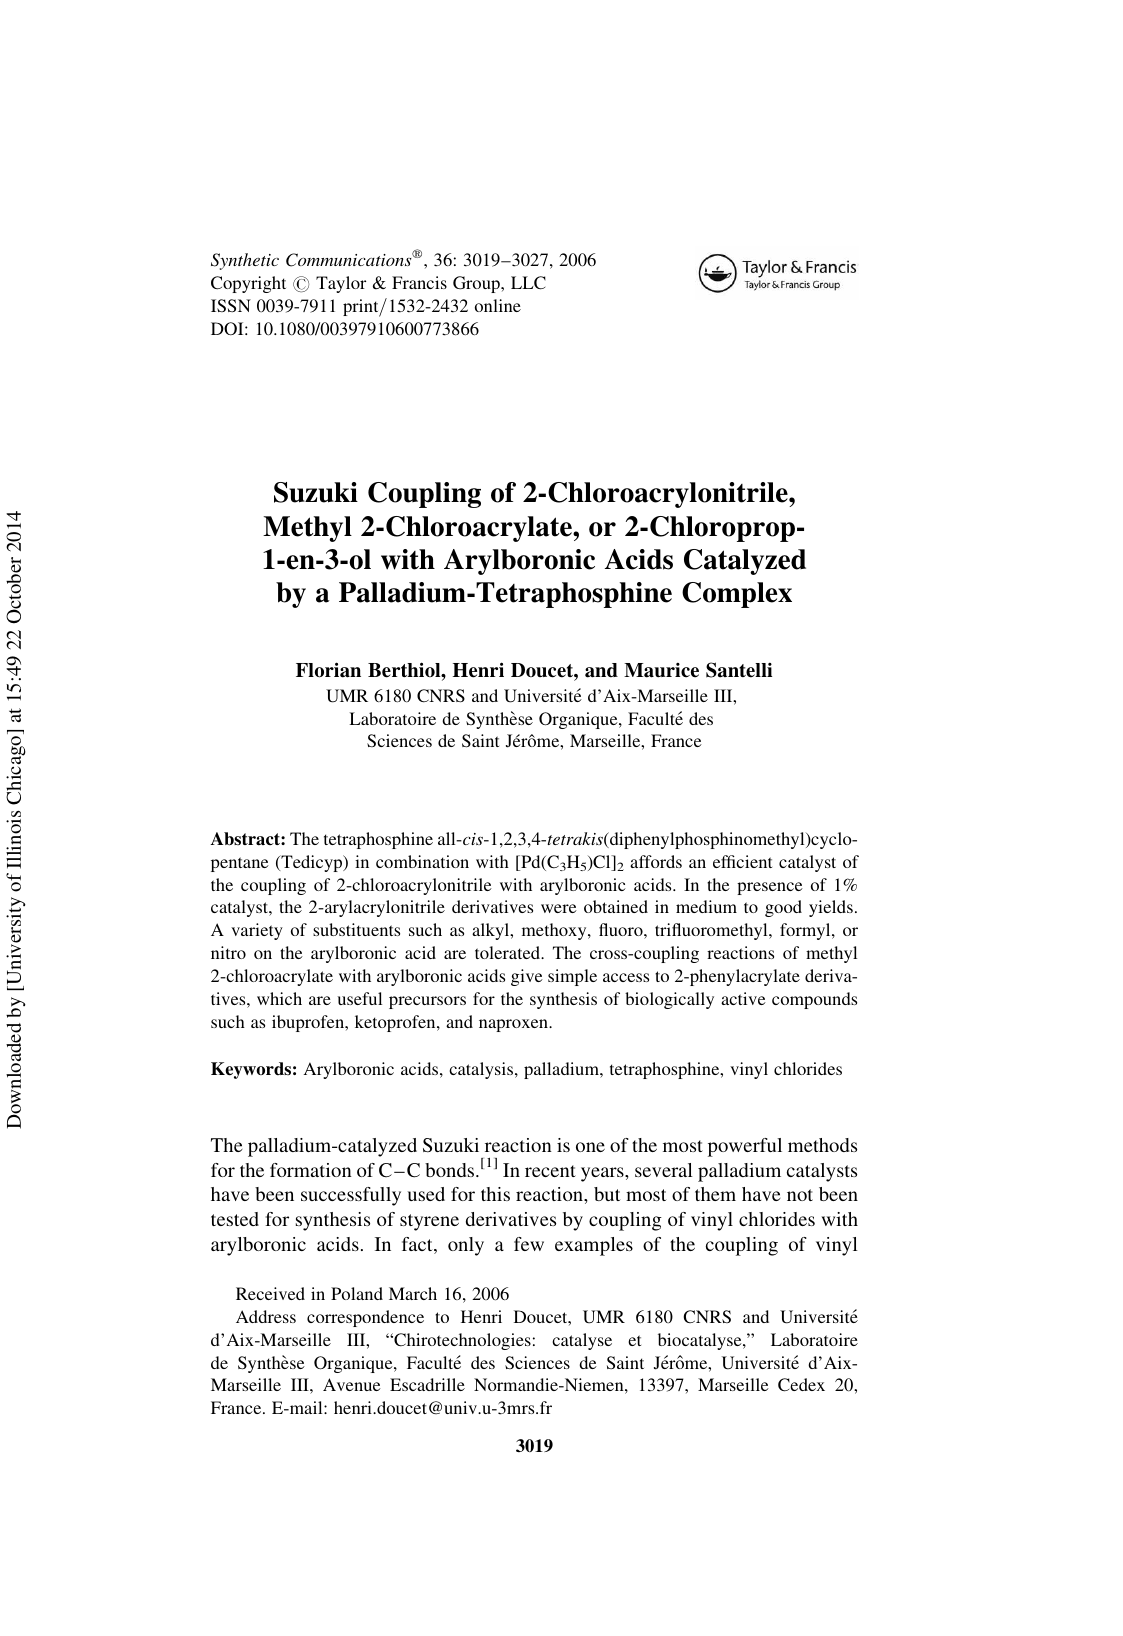 Synthetic Communications®, 36: 3019–3027, 2006
Copyright © Taylor & Francis Group, LLC
ISSN 0039-7911 print/1532-2432 online
DOI: 10.1080/00397910600773866
Taylor & Francis
Taylor & Francis Group
Suzuki Coupling of 2-Chloroacrylonitrile,
Methyl 2-Chloroacrylate, or 2-Chloroprop-
1-en-3-ol with Arylboronic Acids Catalyzed
by a Palladium-Tetraphosphine Complex
Florian Berthiol, Henri Doucet, and Maurice Santelli
UMR 6180 CNRS and Université d'Aix-Marseille III,
Laboratoire de Synthèse Organique, Faculté des
Sciences de Saint Jérôme, Marseille, France
Abstract: The tetraphosphine all-cis-1,2,3,4-tetrakis(diphenylphosphinomethyl)cyclo-
pentane (Tedicyp) in combination with [Pd(C₃H₅)Cl]₂ affords an efficient catalyst of
the coupling of 2-chloroacrylonitrile with arylboronic acids. In the presence of 1%
catalyst, the 2-arylacrylonitrile derivatives were obtained in medium to good yields.
A variety of substituents such as alkyl, methoxy, fluoro, trifluoromethyl, formyl, or
nitro on the arylboronic acid are tolerated. The cross-coupling reactions of methyl
2-chloroacrylate with arylboronic acids give simple access to 2-phenylacrylate deriva-
tives, which are useful precursors for the synthesis of biologically active compounds
such as ibuprofen, ketoprofen, and naproxen.
Keywords: Arylboronic acids, catalysis, palladium, tetraphosphine, vinyl chlorides
The palladium-catalyzed Suzuki reaction is one of the most powerful methods
for the formation of C–C bonds.[1] In recent years, several palladium catalysts
have been successfully used for this reaction, but most of them have not been
tested for synthesis of styrene derivatives by coupling of vinyl chlorides with
arylboronic acids. In fact, only a few examples of the coupling of vinyl
Received in Poland March 16, 2006
Address correspondence to Henri Doucet, UMR 6180 CNRS and Université
d'Aix-Marseille III, “Chirotechnologies: catalyse et biocatalyse,” Laboratoire
de Synthèse Organique, Faculté des Sciences de Saint Jérôme, Université d'Aix-
Marseille III, Avenue Escadrille Normandie-Niemen, 13397, Marseille Cedex 20,
France. E-mail: henri.doucet@univ.u-3mrs.fr
3019
Downloaded by [University of Illinois Chicago] at 15:49 22 October 2014